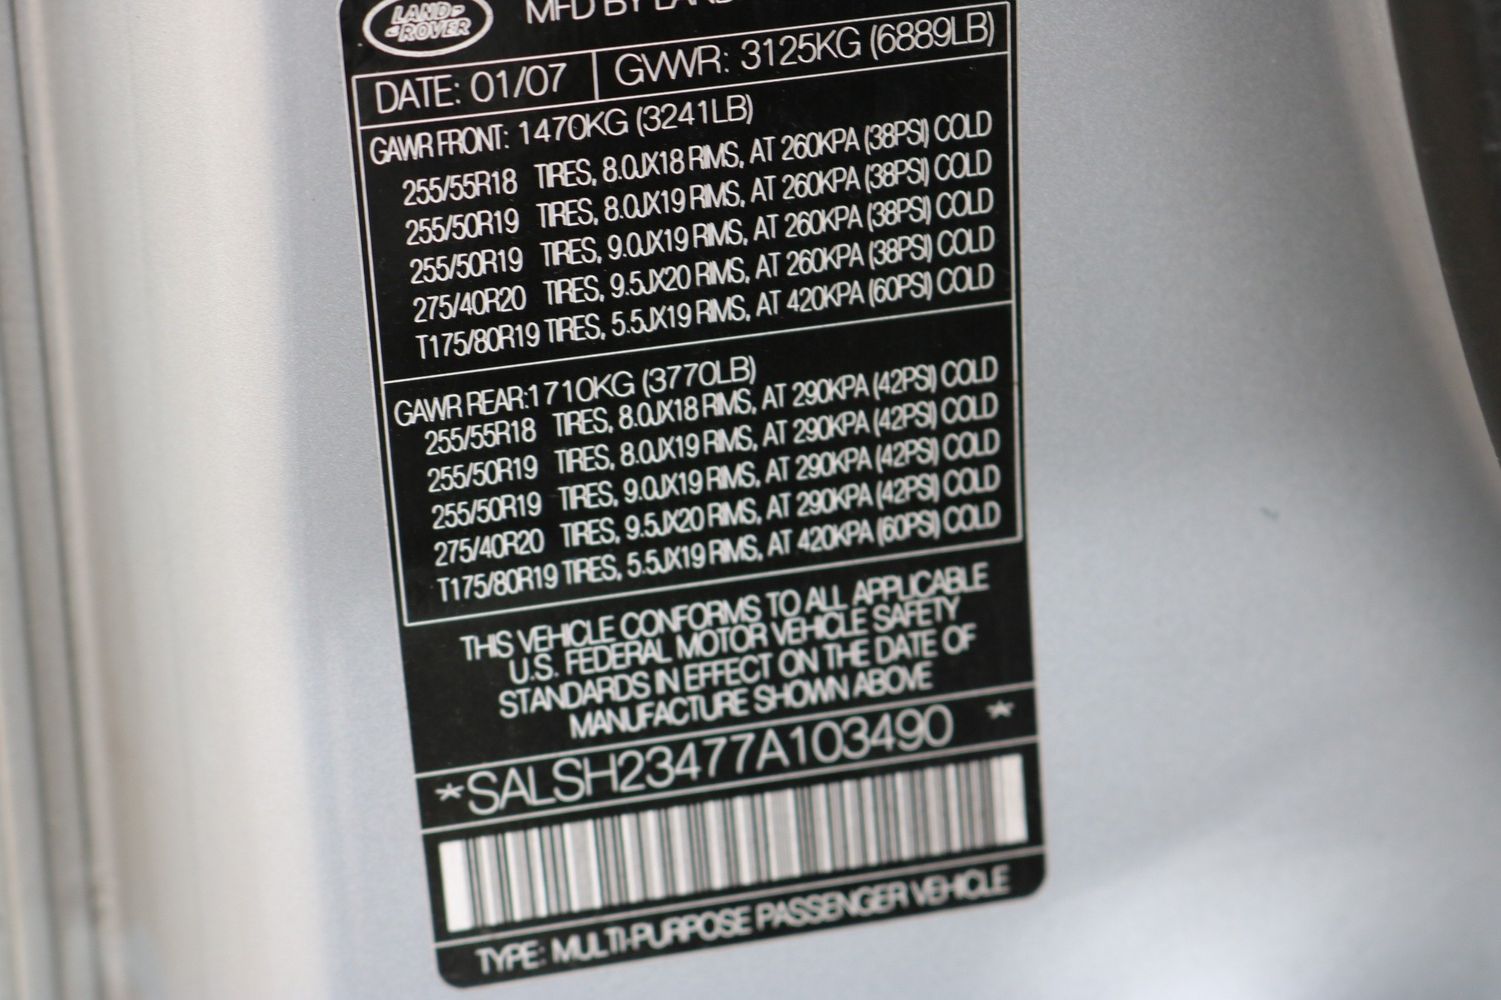 LAND
ROVER
MFD BY LAND
DATE: 01/07 GVWR: 3125KG (6889LB)
GAWR FRONT: 1470KG (3241LB)
255/55R18 TIRES, 8.0JX18 RIMS, AT 260KPA (38PSI) COLD
255/50R19 TIRES, 8.0JX19 RIMS, AT 260KPA (38PSI) COLD
255/50R19 TIRES, 9.0JX19 RIMS, AT 260KPA (38PSI) COLD
275/40R20 TIRES, 9.5JX20 RIMS, AT 260KPA (38PSI) COLD
T175/80R19 TIRES, 5.5JX19 RIMS, AT 420KPA (60PSI) COLD
GAWR REAR:1710KG (3770LB)
255/55R18 TIRES, 8.0JX18 RIMS, AT 290KPA (42PSI) COLD
255/50R19 TIRES, 8.0JX19 RIMS, AT 290KPA (42PSI) COLD
255/50R19 TIRES, 9.0JX19 RIMS, AT 290KPA (42PSI) COLD
275/40R20 TIRES, 9.5JX20 RIMS, AT 290KPA (42PSI) COLD
T175/80R19 TIRES, 5.5JX19 RIMS, AT 420KPA (60PSI) COLD
THIS VEHICLE CONFORMS TO ALL APPLICABLE
U.S. FEDERAL MOTOR VEHICLE SAFETY
STANDARDS IN EFFECT ON THE DATE OF
MANUFACTURE SHOWN ABOVE
*SALSH23477A103490 *
TYPE: MULTI-PURPOSE PASSENGER VEHICLE